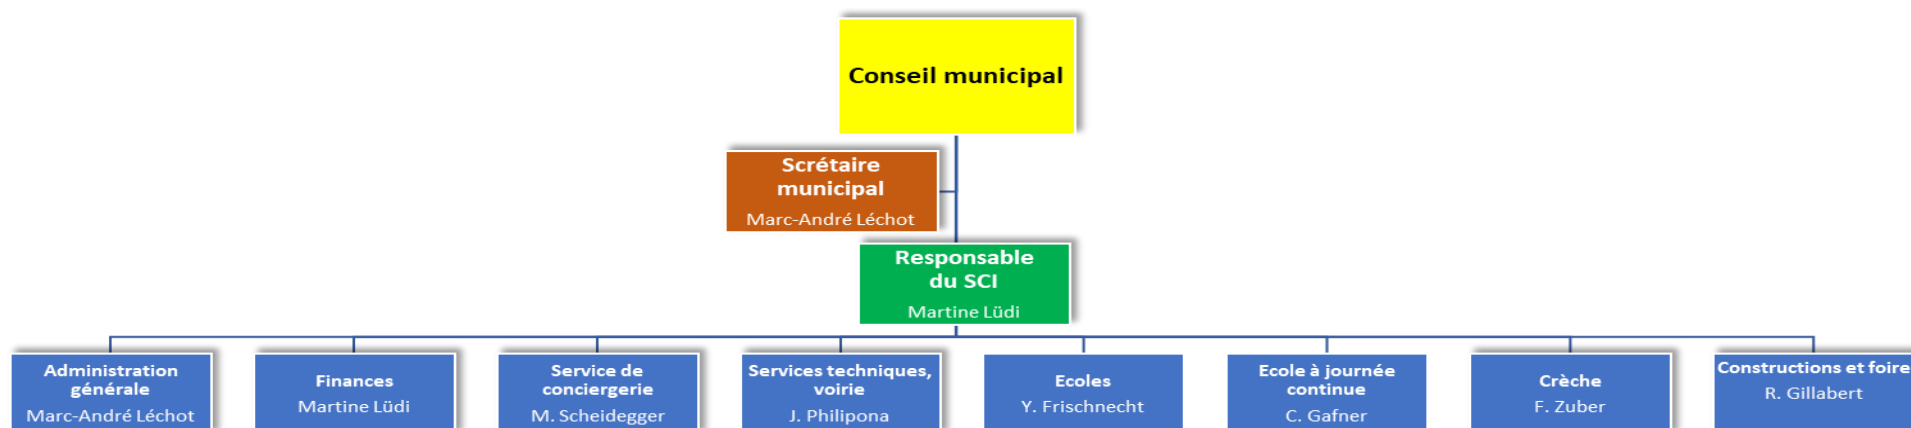 Conseil municipal
Scrétaire
municipal
Marc-André Léchot
Responsable
du SCI
Martine Lüdi
Administration
générale
Marc-André Léchot
Finances
Martine Lüdi
Service de
conciergerie
M. Scheidegger
Services techniques,
voirie
J. Philipona
Ecoles
Y. Frischnecht
Ecole à journée
continue
C. Gafner
Crèche
F. Zuber
Constructions et foire
R. Gillabert